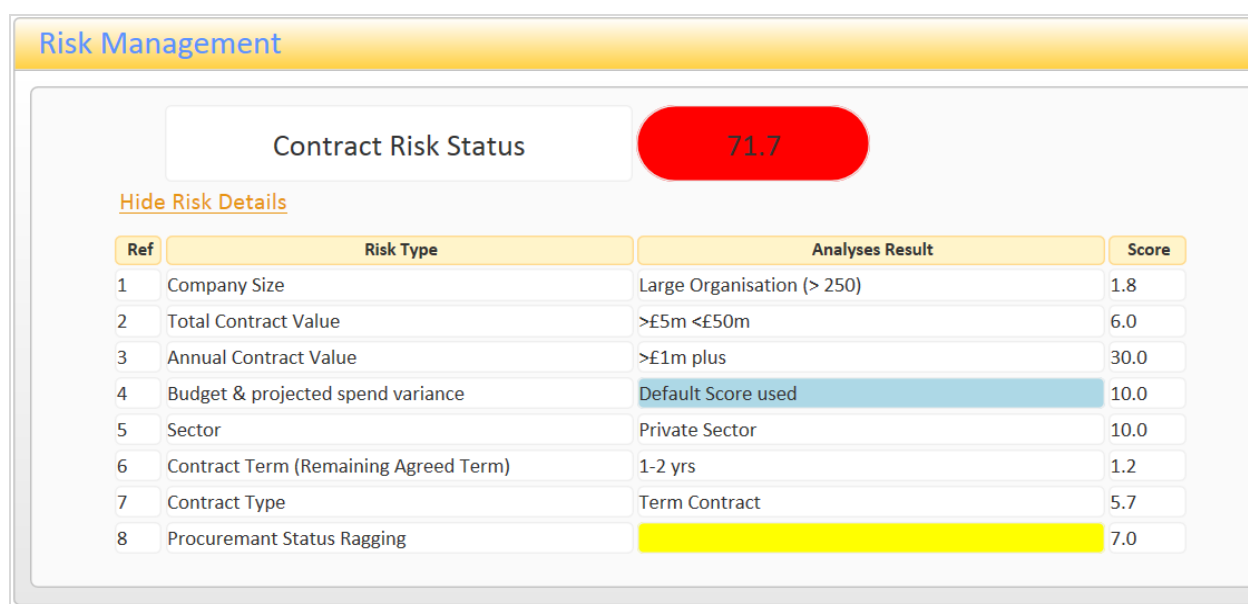 Risk Management
Contract Risk Status 71.7
Hide Risk Details
Ref Risk Type Analyses Result Score
1 Company Size Large Organisation (> 250) 1.8
2 Total Contract Value >£5m <£50m 6.0
3 Annual Contract Value >£1m plus 30.0
4 Budget & projected spend variance Default Score used 10.0
5 Sector Private Sector 10.0
6 Contract Term (Remaining Agreed Term) 1-2 yrs 1.2
7 Contract Type Term Contract 5.7
8 Procuremant Status Ragging 7.0